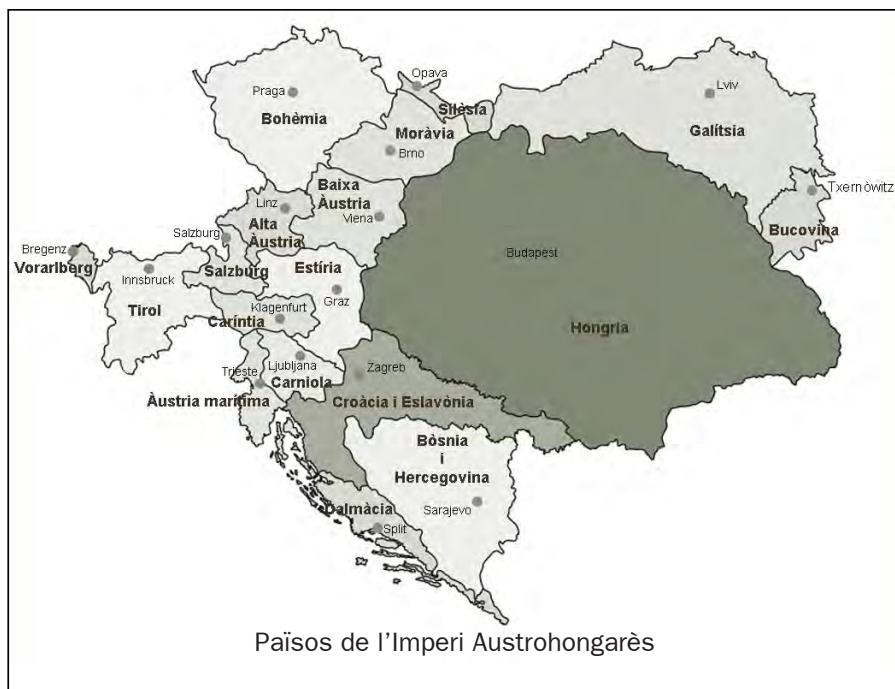 Opava
Lviv
Praga
Silèsia
Bohèmia
Galítsia
Moràvia
Brno
Baixa
Àustria
Txernòwitz
Linz
Viena
Alta
Àustria
Salzburg
Bucovina
Bregenz
Vorarlberg
Budapest
Estíria
Salzburg
Innsbruck
Graz
Tirol
Klagenfurt
Caríntia
Hongria
Trieste
Ljubljana
Zagreb
Carniola
Àustria marítima
Croàcia i Eslavònia
Bòsnia
i
Hercegovina
Dalmàcia
Sarajevo
Split
Països de l'Imperi Austrohongarès